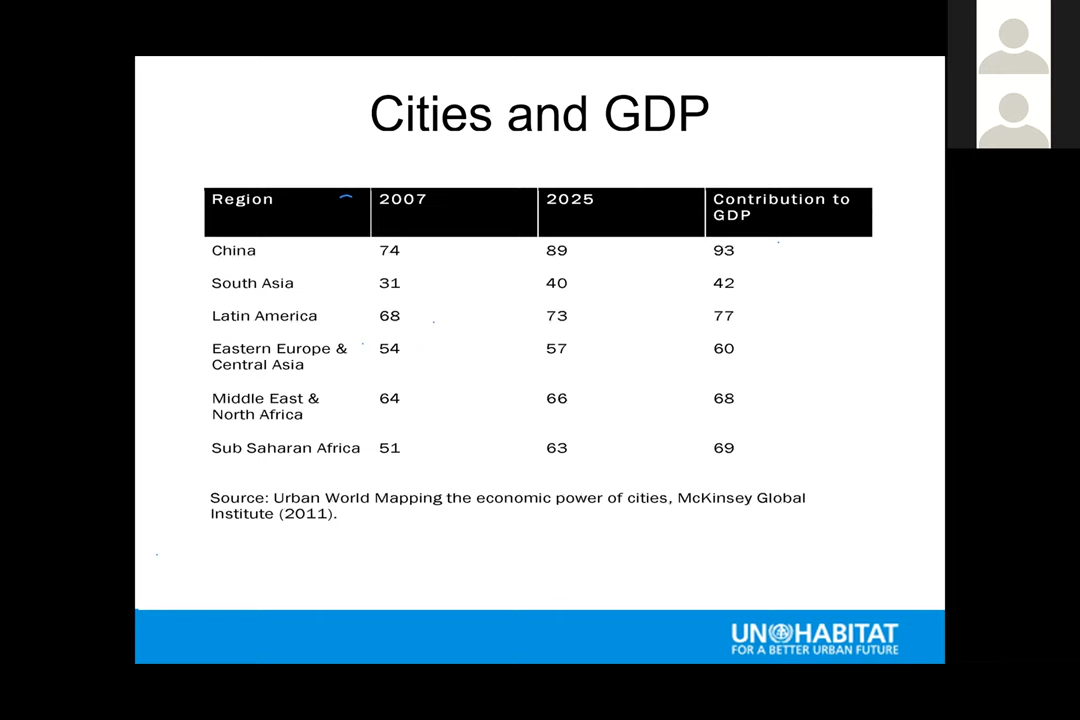 Cities and GDP
Region 2007 2025 Contribution to
GDP
China 74 89 93
South Asia 31 40 42
Latin America 68 73 77
Eastern Europe & 54 57 60
Central Asia
Middle East & 64 66 68
North Africa
Sub Saharan Africa 51 63 69
Source: Urban World Mapping the economic power of cities, McKinsey Global
Institute (2011).
UN HABITAT
FOR A BETTER URBAN FUTURE